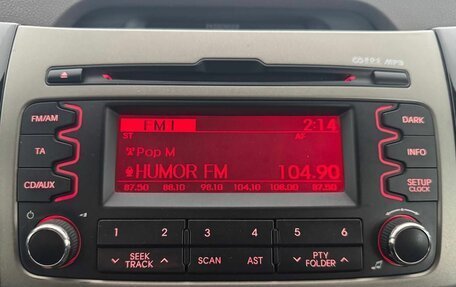 RDS MP3
FM/AM
TA
CD/AUX
FM1 2:14
ST AF
Pop M
HUMOR FM 104.90
87.50 88.10 98.10 104.10 108.00 87.50
DARK
INFO
SETUP
CLOCK
1 2 3 4 5 6
SEEK
TRACK
SCAN AST
PTY
FOLDER